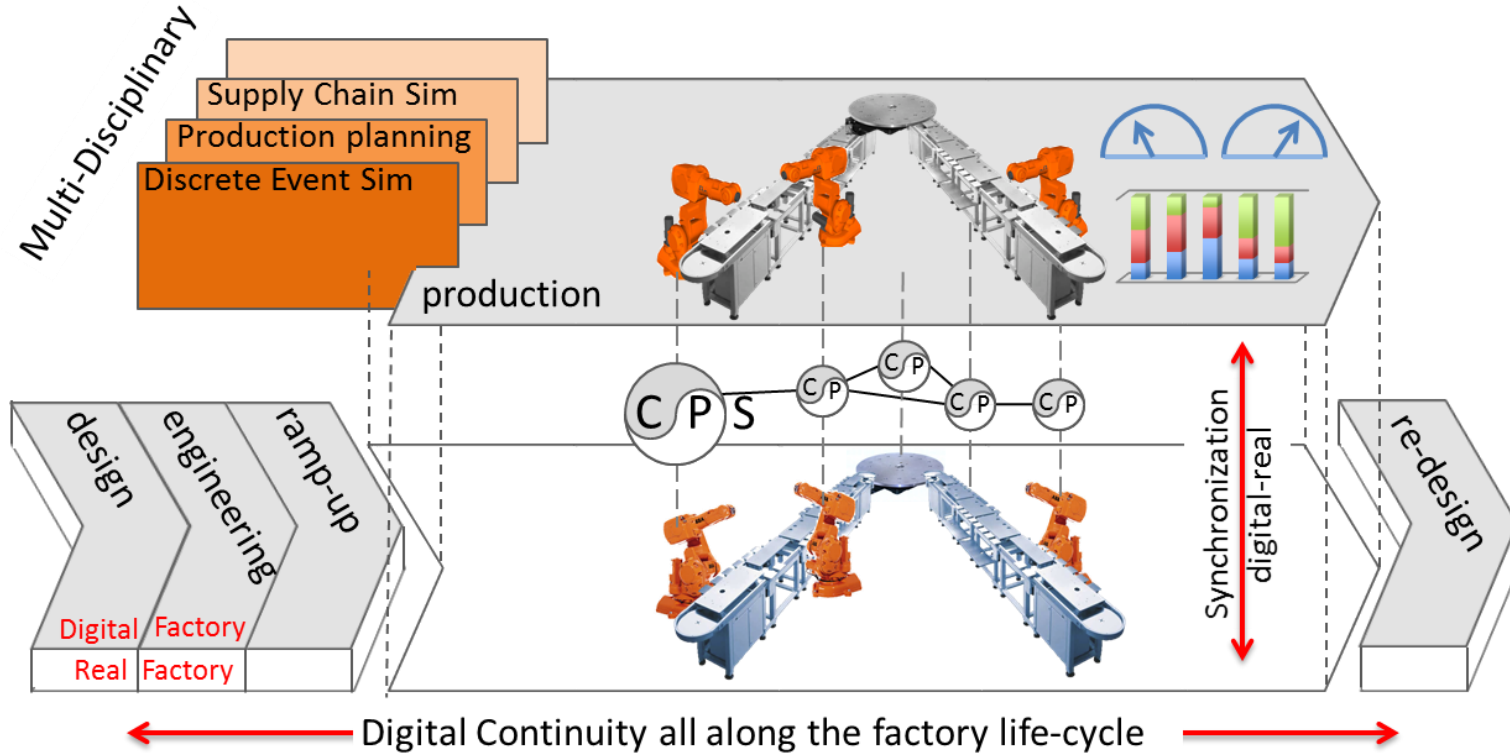 Multi-Disciplinary
Supply Chain Sim
Production planning
Discrete Event Sim
production
C P S
C P
C P
C P
C P
design
engineering
ramp-up
Digital Factory
Real Factory
Synchronization
digital-real
re-design
Digital Continuity all along the factory life-cycle